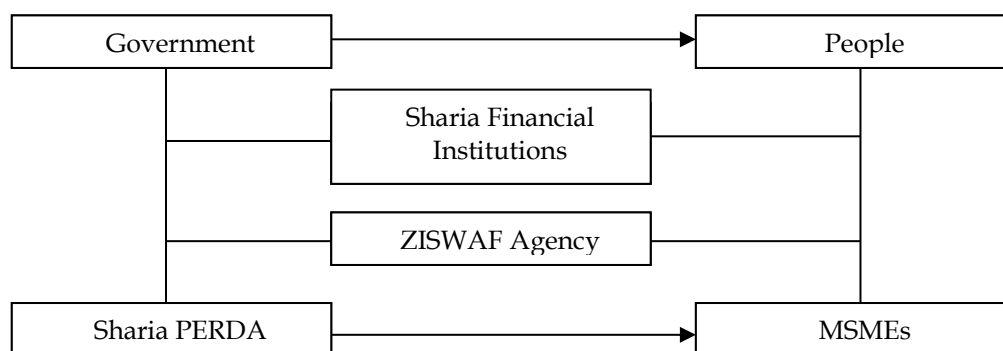 Government
People
Sharia Financial
Institutions
ZISWAF Agency
Sharia PERDA
MSMEs